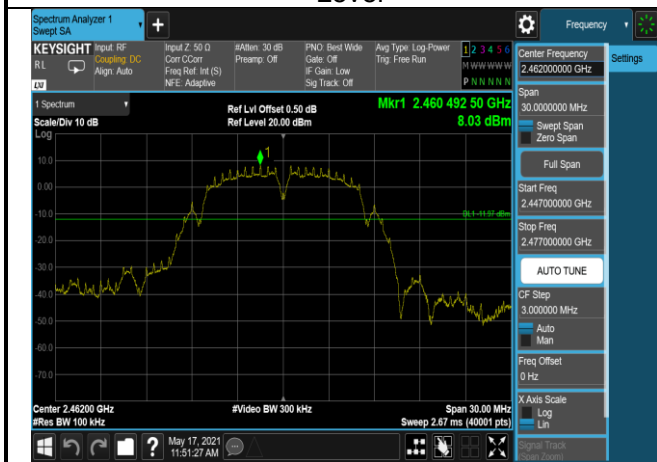 Level
Spectrum Analyzer 1
Swept SA
Frequency
KEYSIGHT
RL
LXI
Input: RF
Coupling: DC
Align: Auto
Input Z: 50 Ω
Corr CCorr
Freq Ref: Int (S)
NFE: Adaptive
#Atten: 30 dB
Preamp: Off
PNO: Best Wide
Gate: Off
IF Gain: Low
Sig Track: Off
Avg Type: Log-Power
Trig: Free Run
1 2 3 4 5 6
M W W W W W
P N N N N N
Center Frequency
2.462000000 GHz
Settings
Span
30.0000000 MHz
Swept Span
Zero Span
Full Span
Start Freq
2.447000000 GHz
Stop Freq
2.477000000 GHz
AUTO TUNE
CF Step
3.000000 MHz
Auto
Man
Freq Offset
0 Hz
X Axis Scale
Log
Lin
Signal Track
(Span Zoom)
1 Spectrum
Scale/Div 10 dB
Ref Lvl Offset 0.50 dB
Ref Level 20.00 dBm
Mkr1 2.460 492 50 GHz
8.03 dBm
Log
10.0
0.00
-10.0
-20.0
-30.0
-40.0
-50.0
-60.0
-70.0
1
DL1 -11.97 dBm
Center 2.46200 GHz
#Res BW 100 kHz
#Video BW 300 kHz
Span 30.00 MHz
Sweep 2.67 ms (40001 pts)
?
May 17, 2021
11:51:27 AM